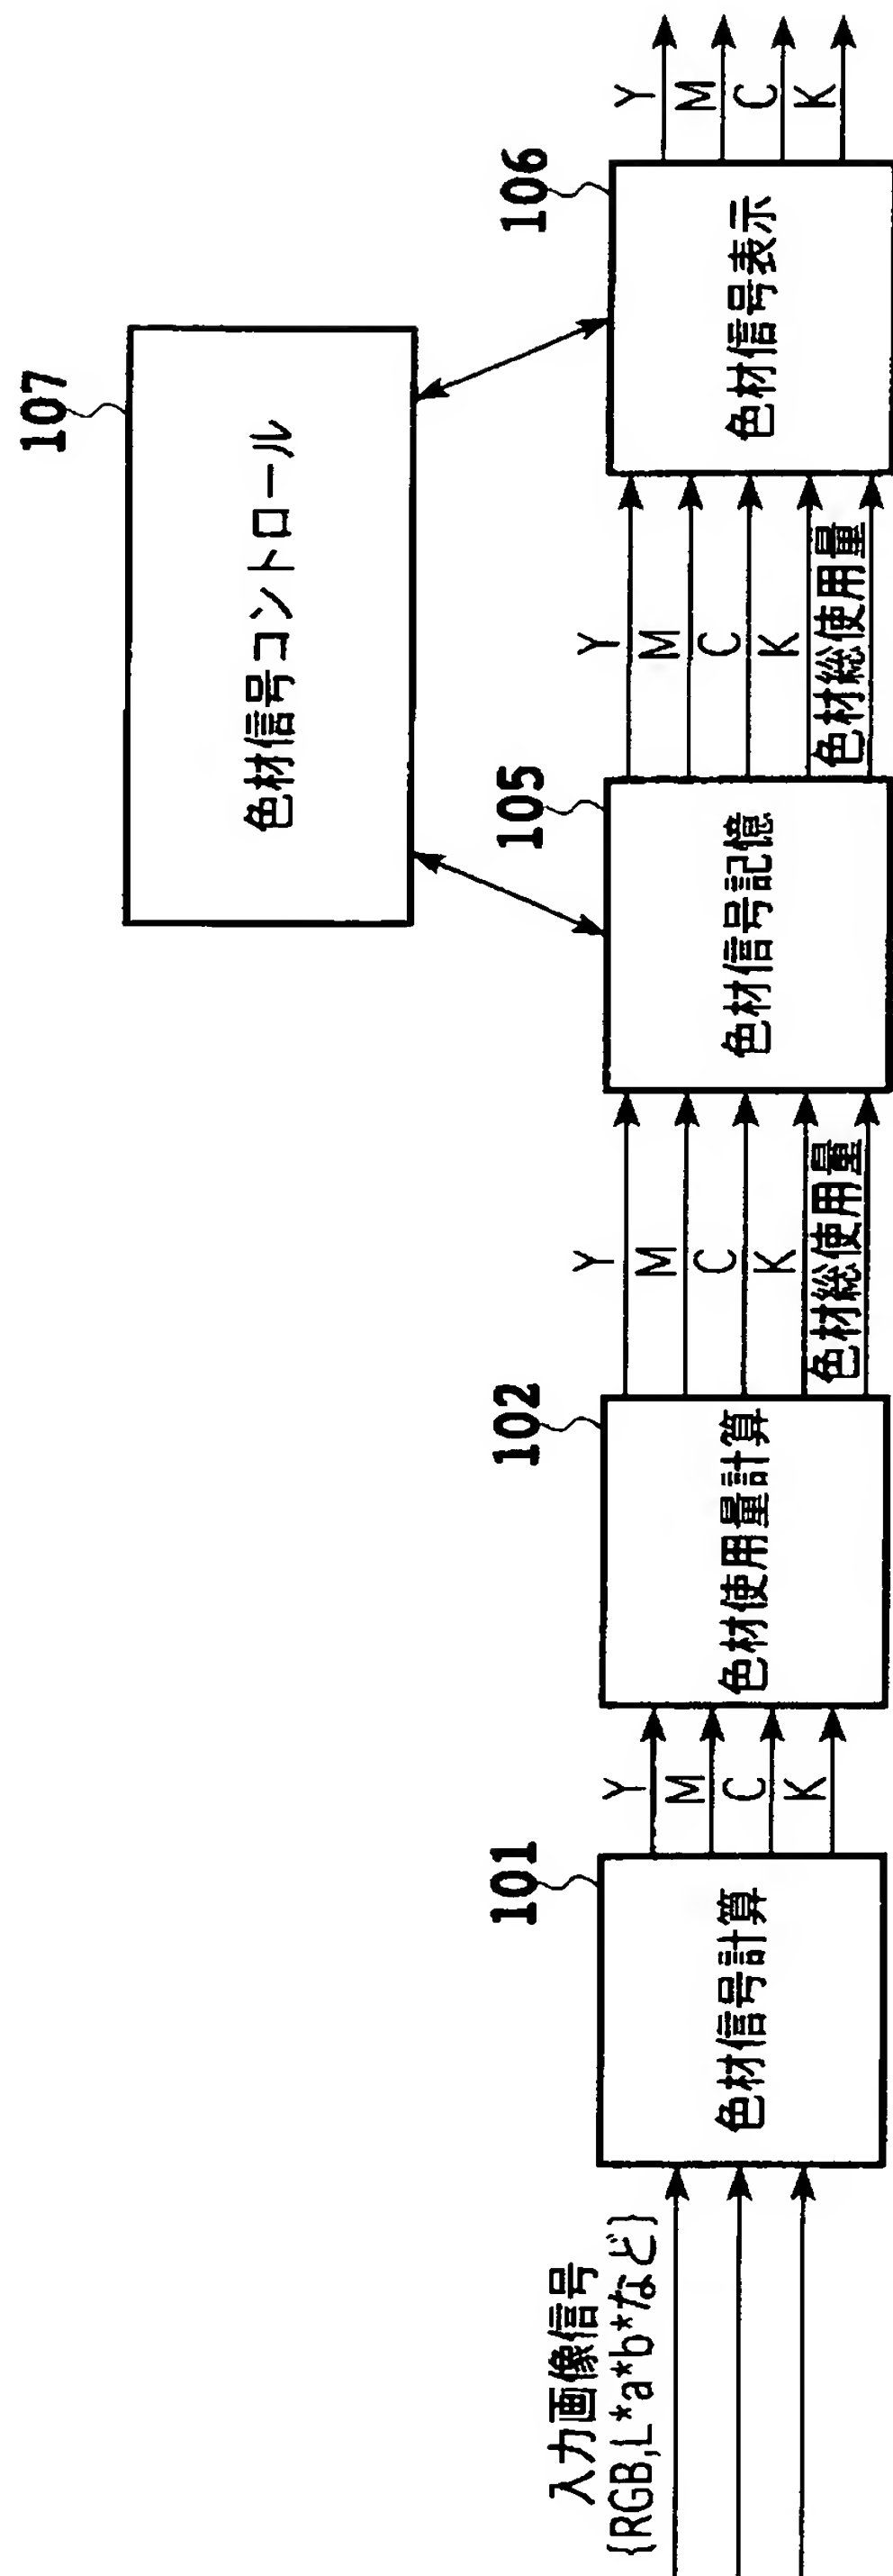 入力画像信号
{RGB,L*a*b*など}
101
色材信号計算
Y
M
C
K
102
色材使用量計算
Y
M
C
K
色材総使用量
105
色材信号記憶
Y
M
C
K
色材総使用量
107
色材信号コントロール
106
色材信号表示
Y
M
C
K